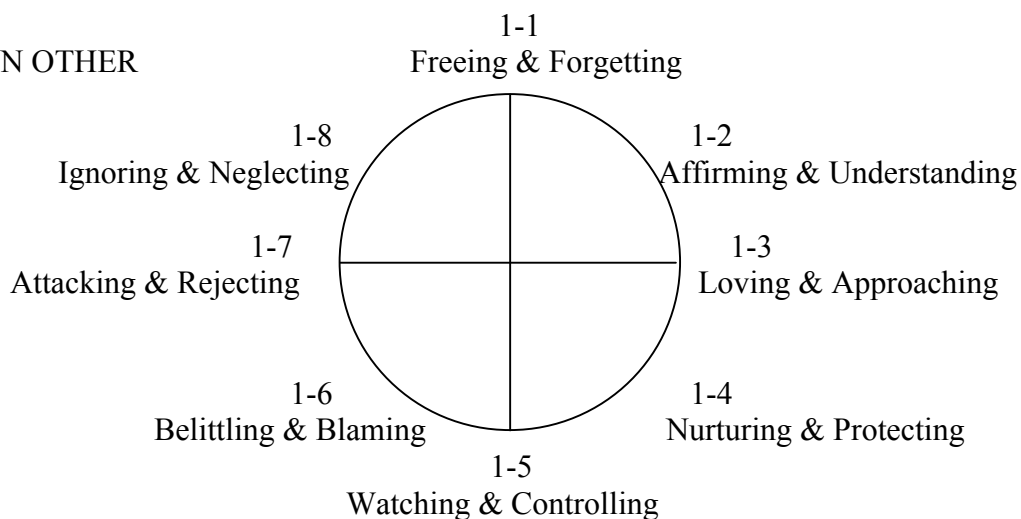 1-1
N OTHER
Freeing & Forgetting
1-8
1-2
Ignoring & Neglecting
Affirming & Understanding
1-7
1-3
Attacking & Rejecting
Loving & Approaching
1-6
1-4
Belittling & Blaming
Nurturing & Protecting
1-5
Watching & Controlling